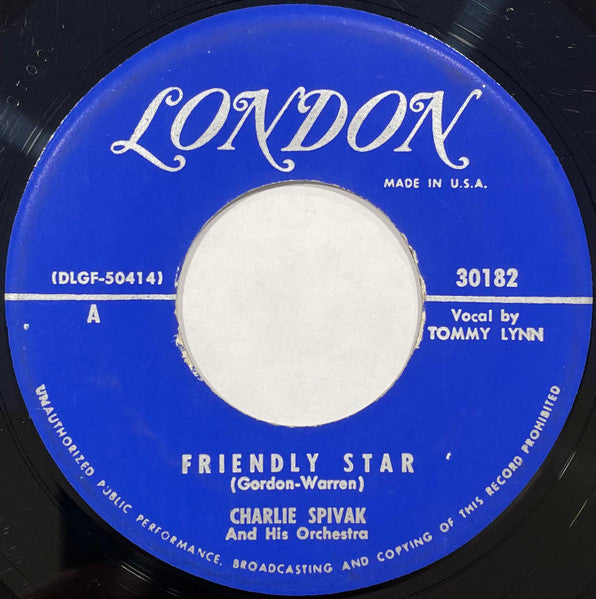 LONDON
MADE IN U.S.A.
(DLGF-50414)
30182
A
Vocal by
TOMMY LYNN
FRIENDLY STAR
(Gordon-Warren)
CHARLIE SPIVAK
And His Orchestra
UNAUTHORIZED PUBLIC PERFORMANCE, BROADCASTING AND COPYING OF THIS RECORD PROHIBITED